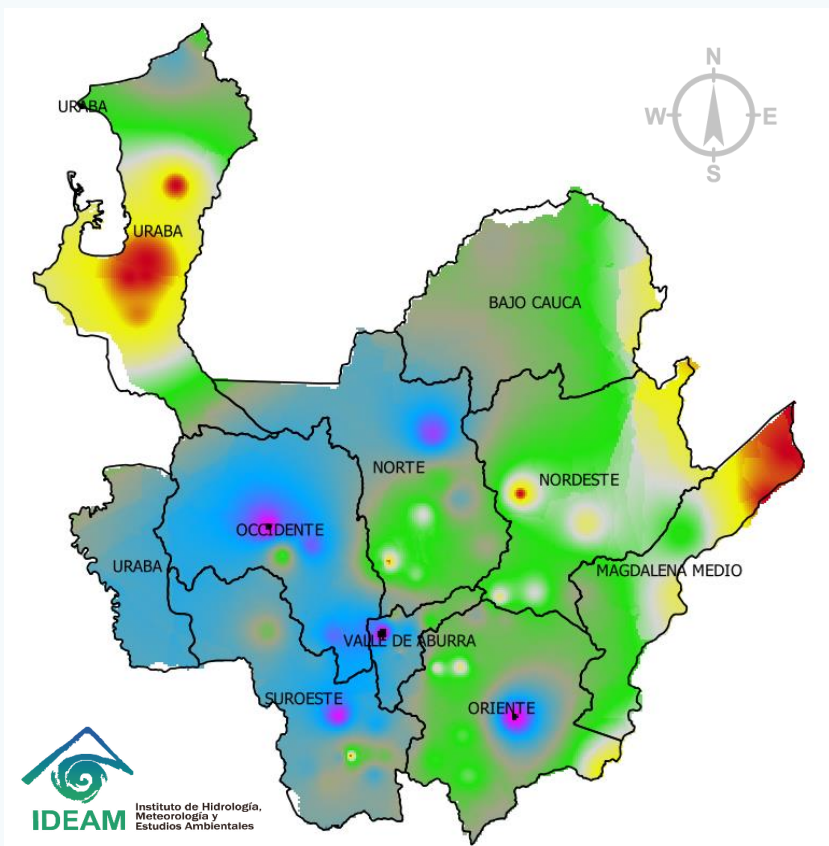 N
W E
S
URABA
URABA
BAJO CAUCA
NORTE
NORDESTE
OCCIDENTE
URABA
MAGDALENA MEDIO
VALLE DE ABURRA
SUROESTE
ORIENTE
IDEAM
Instituto de Hidrología,
Meteorología y
Estudios Ambientales